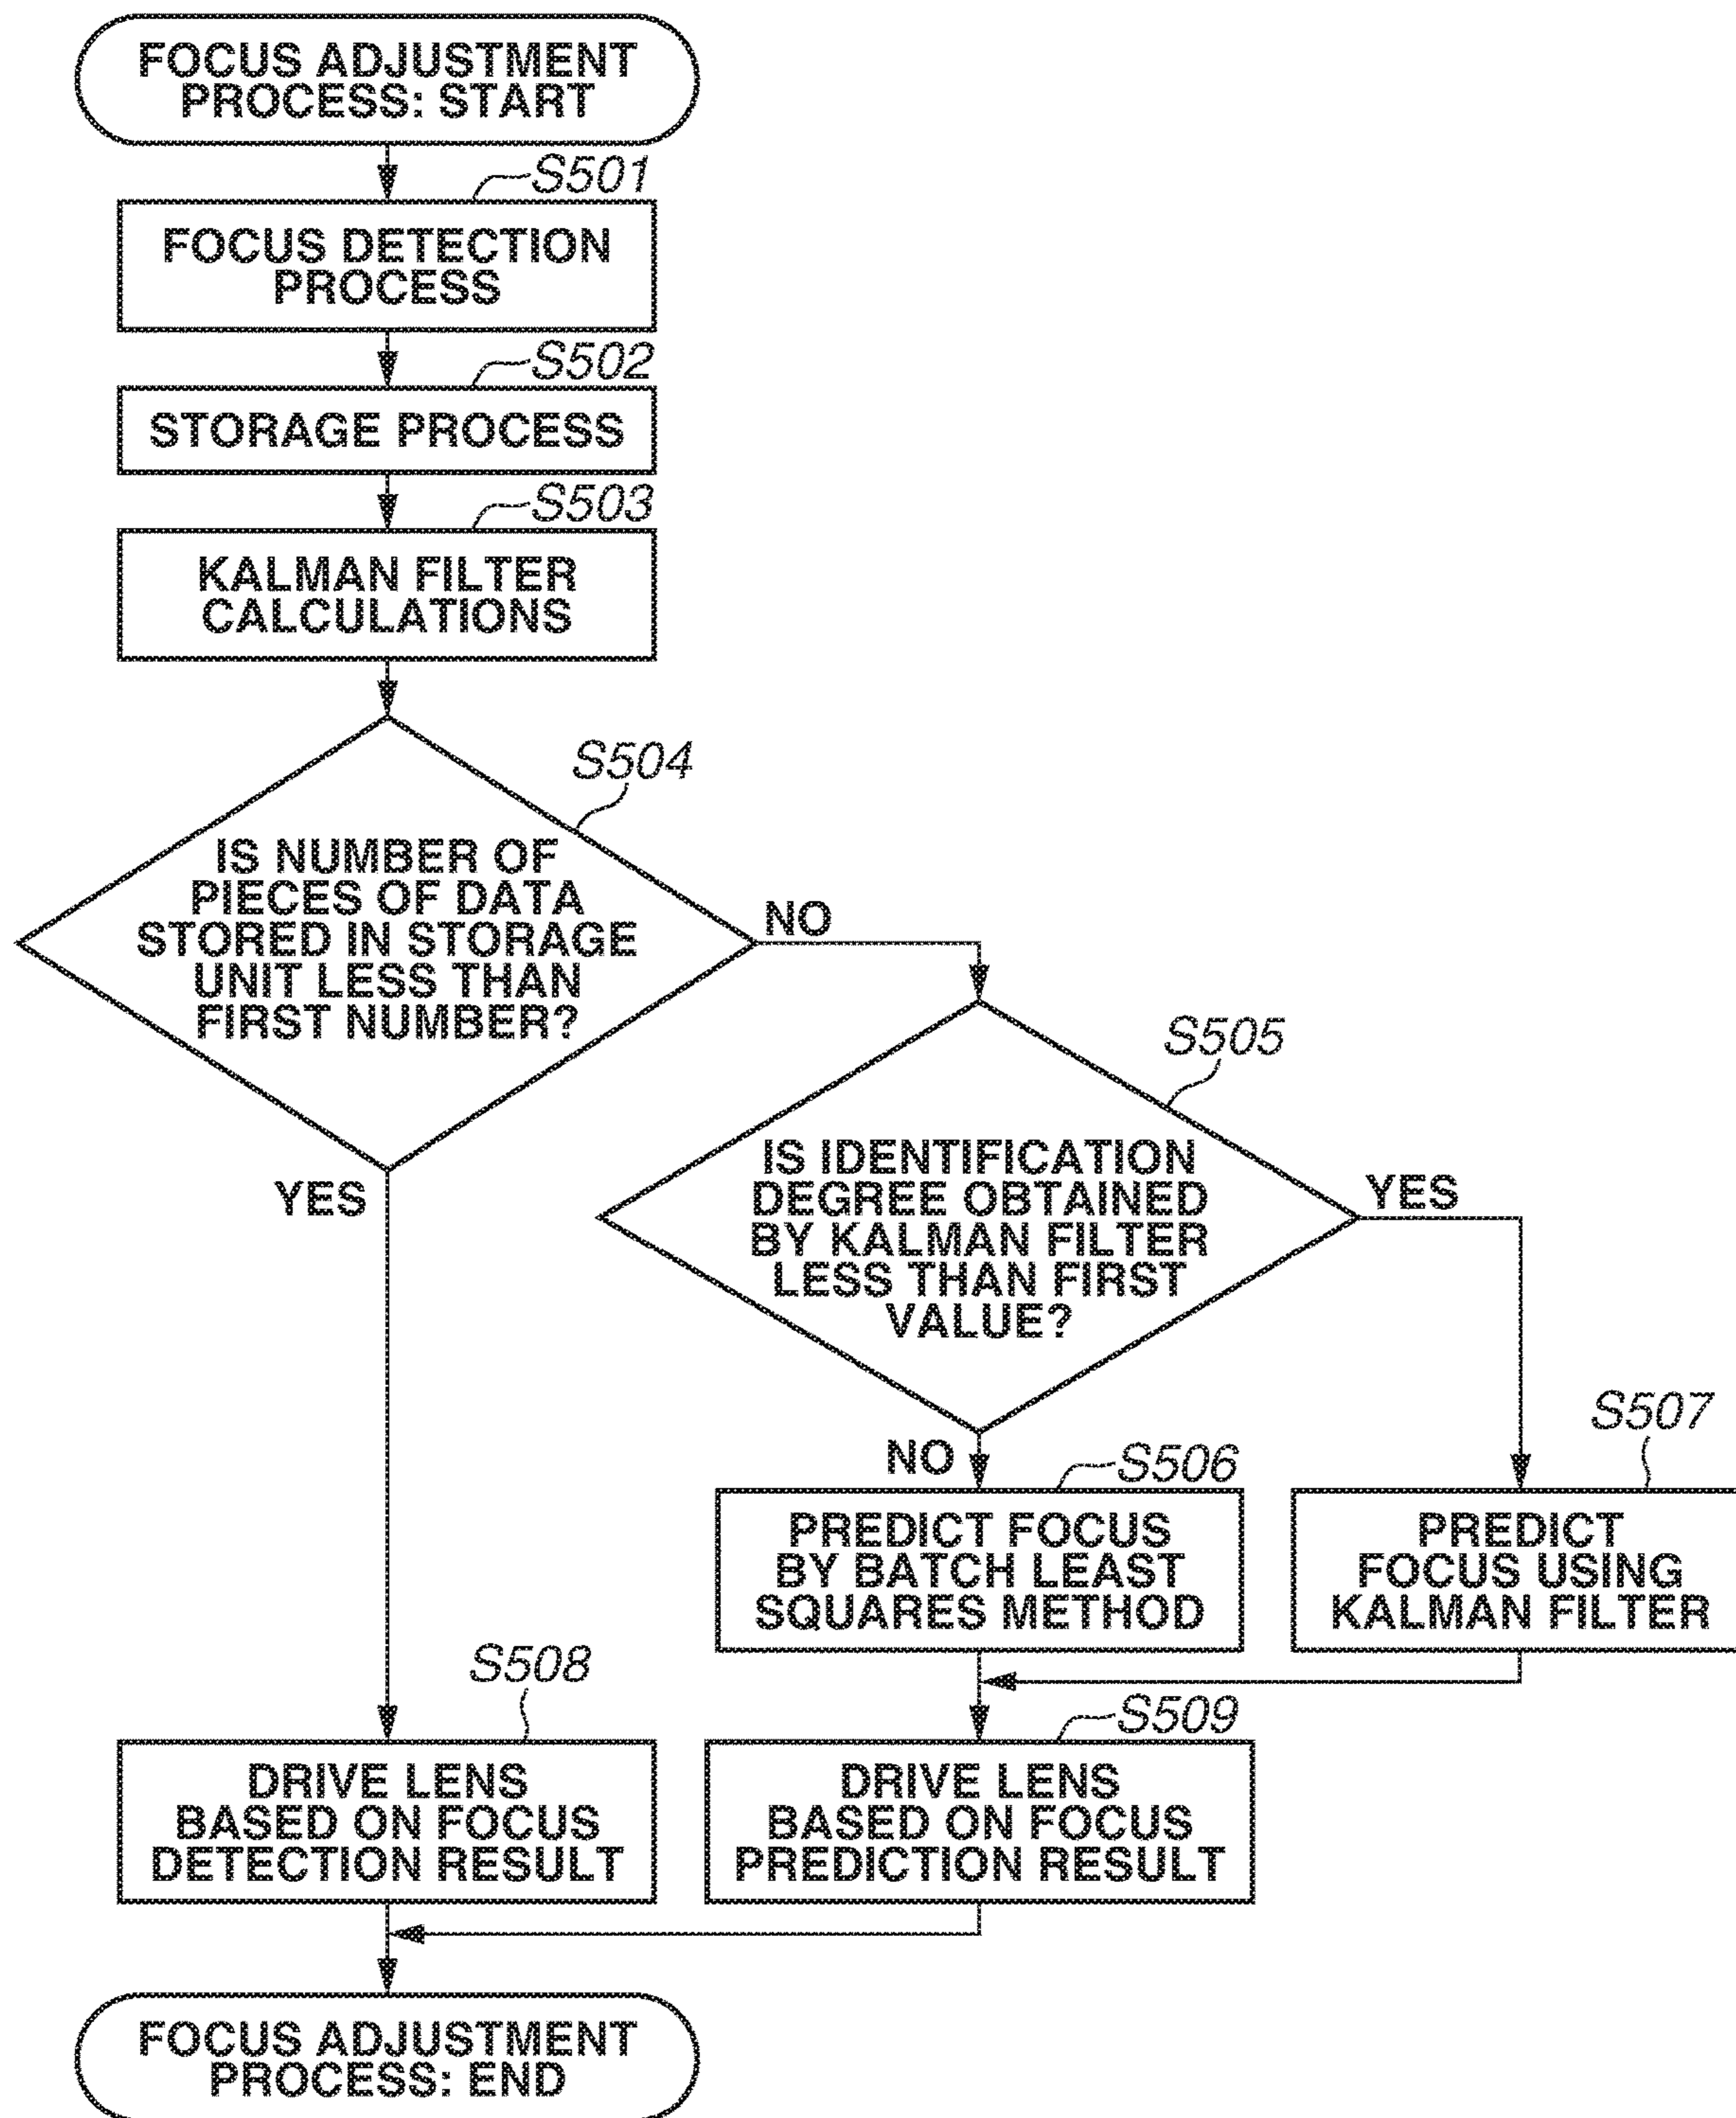 FOCUS ADJUSTMENT
PROCESS: START
S501
FOCUS DETECTION
PROCESS
S502
STORAGE PROCESS
S503
KALMAN FILTER
CALCULATIONS
S504
IS NUMBER OF
PIECES OF DATA
STORED IN STORAGE
UNIT LESS THAN
FIRST NUMBER?
NO
YES
S505
IS IDENTIFICATION
DEGREE OBTAINED
BY KALMAN FILTER
LESS THAN FIRST
VALUE?
YES
NO
S506
PREDICT FOCUS
BY BATCH LEAST
SQUARES METHOD
S507
PREDICT
FOCUS USING
KALMAN FILTER
S508
DRIVE LENS
BASED ON FOCUS
DETECTION RESULT
S509
DRIVE LENS
BASED ON FOCUS
PREDICTION RESULT
FOCUS ADJUSTMENT
PROCESS: END